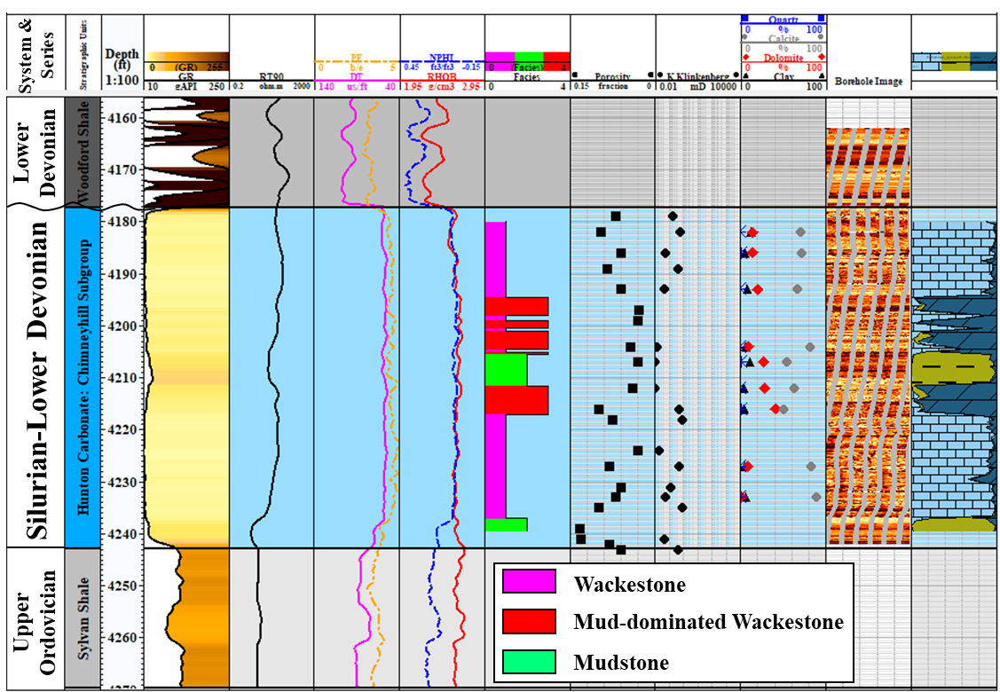 System &
Series
Stratigraphic Units
Depth
(ft)
1:100
0 (GR) 255
GR
10 gAPI 250
RT90
0.2 ohm.m 2000
PE
0 b/e 5
DT
140 us/ft 40
NPHI
0.45 ft3/ft3 -0.15
RHOB
1.95 g/cm3 2.95
0 (Facies) 4
Facies
0 4
Porosity
0.15 fraction 0
K Klinkenberg
0.01 mD 10000
Quartz
0 % 100
Calcite
0 % 100
Dolomite
0 % 100
Clay
0 100
Borehole Image
Lower
Devonian
Woodford Shale
4160
4170
Silurian-Lower Devonian
Hunton Carbonate: Chimneyhill Subgroup
4180
4190
4200
4210
4220
4230
4240
Upper
Ordovician
Sylvan Shale
4250
4260
4270
Wackestone
Mud-dominated Wackestone
Mudstone